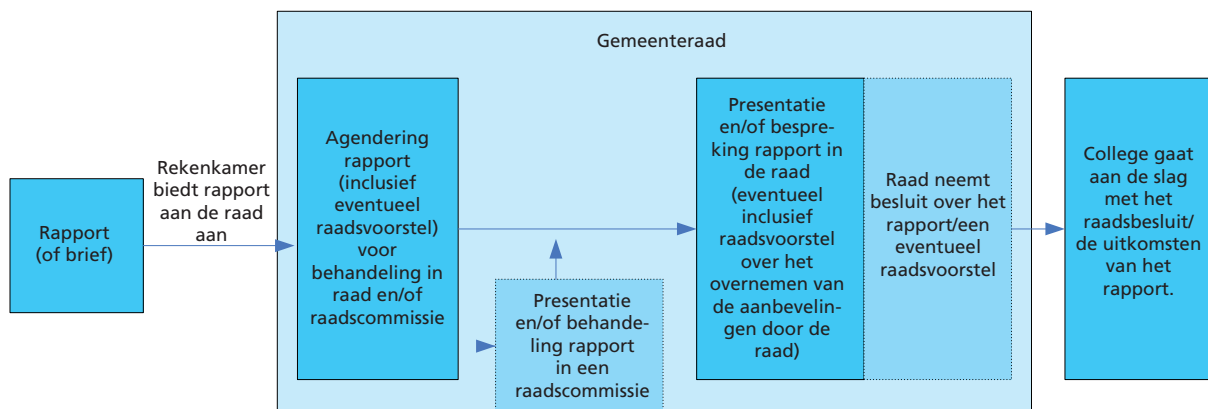 Gemeenteraad
Rapport
(of brief)
Rekenkamer
biedt rapport
aan de raad
aan
Agendering
rapport
(inclusief
eventueel
raadsvoorstel)
voor
behandeling in
raad en/of
raadscommissie
Presentatie
en/of behande-
ling rapport
in een
raadscommissie
Presentatie
en/of bespre-
king rapport in
de raad
(eventueel
inclusief
raadsvoorstel
over het
overnemen van
de aanbevelin-
gen door de
raad)
Raad neemt
besluit over het
rapport/een
eventueel
raadsvoorstel
College gaat
aan de slag
met het
raadsbesluit/
de uitkomsten
van het
rapport.